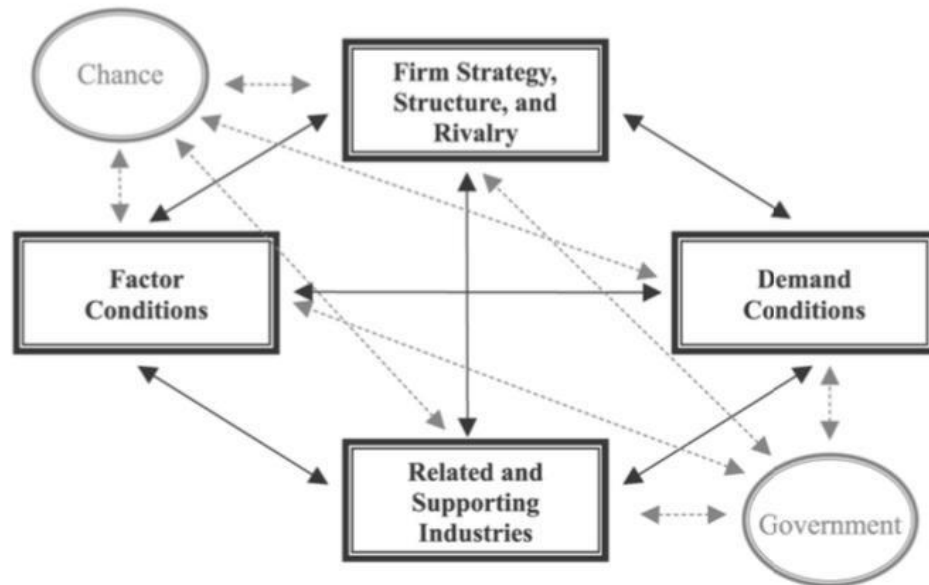 Chance
Firm Strategy,
Structure, and
Rivalry
Factor
Conditions
Demand
Conditions
Related and
Supporting
Industries
Government